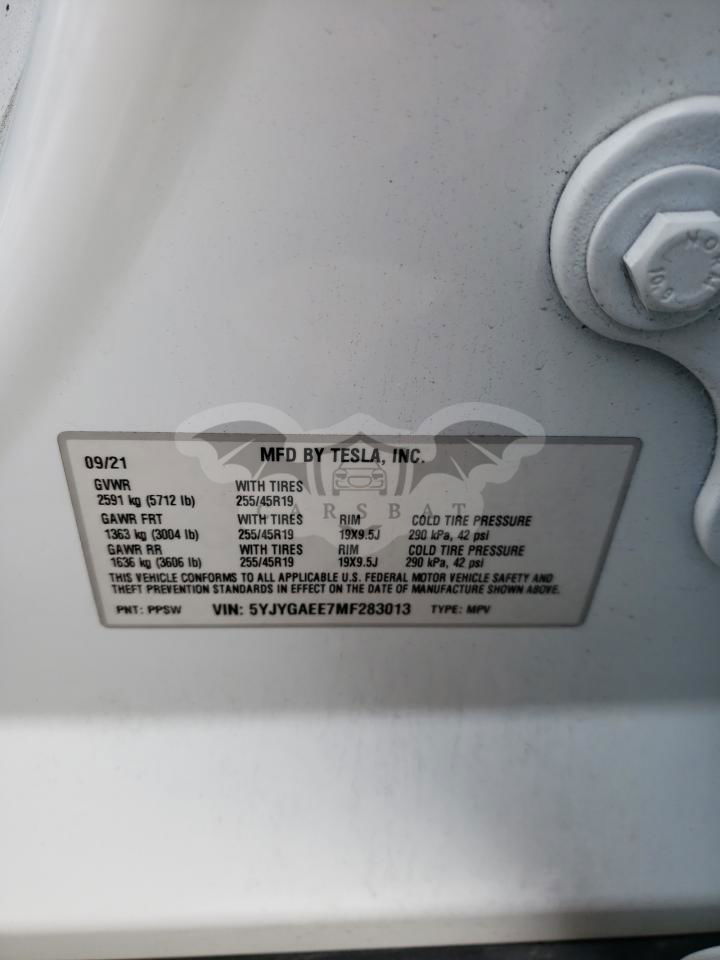 09/21 MFD BY TESLA, INC.
GVWR WITH TIRES
2591 kg (5712 lb) 255/45R19
GAWR FRT WITH TIRES RIM COLD TIRE PRESSURE
1363 kg (3004 lb) 255/45R19 19X9.5J 290 kPa, 42 psi
GAWR RR WITH TIRES RIM COLD TIRE PRESSURE
1636 kg (3606 lb) 255/45R19 19X9.5J 290 kPa, 42 psi
THIS VEHICLE CONFORMS TO ALL APPLICABLE U.S. FEDERAL MOTOR VEHICLE SAFETY AND
THEFT PREVENTION STANDARDS IN EFFECT ON THE DATE OF MANUFACTURE SHOWN ABOVE.
PNT: PPSW VIN: 5YJYGAEE7MF283013 TYPE: MPV
CARSBAT
10.9